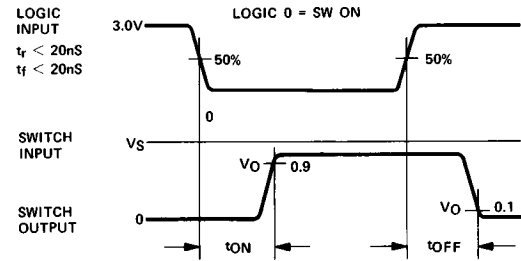 LOGIC INPUT
3.0V
LOGIC 0 = SW ON
tr < 20nS
tf < 20nS
50%
50%
0
SWITCH INPUT
VS
VO
0.9
SWITCH OUTPUT
0
VO
0.1
tON
tOFF